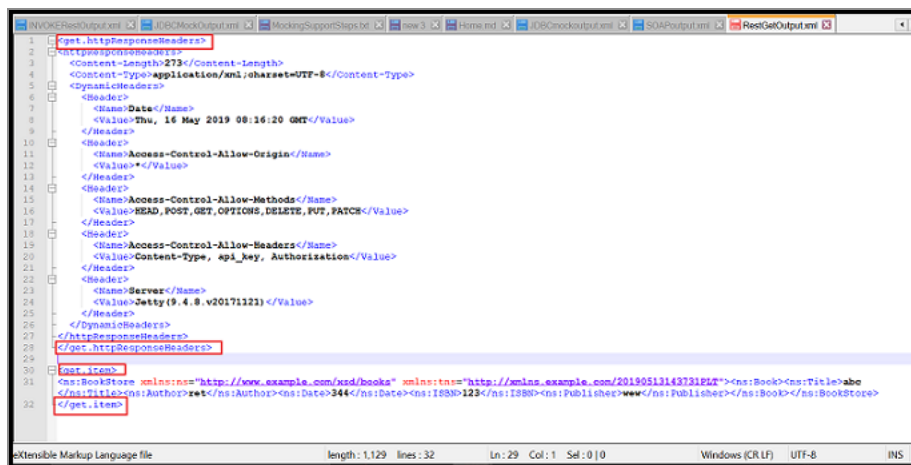 INVOKERestOutput.xml JDBCMockOutput.xml MockingSupportSteps.txt new 3 Home.md JDBCmockoutput.xml SOAPoutput.xml RestGetOutput.xml
1 <get.httpResponseHeaders>
2 <httpResponseHeaders>
3 <Content-Length>273</Content-Length>
4 <Content-Type>application/xml;charset=UTF-8</Content-Type>
5 <DynamicHeaders>
6 <Header>
7 <Name>Date</Name>
8 <Value>Thu, 16 May 2019 08:16:20 GMT</Value>
9 </Header>
10 <Header>
11 <Name>Access-Control-Allow-Origin</Name>
12 <Value>*</Value>
13 </Header>
14 <Header>
15 <Name>Access-Control-Allow-Methods</Name>
16 <Value>HEAD,POST,GET,OPTIONS,DELETE,PUT,PATCH</Value>
17 </Header>
18 <Header>
19 <Name>Access-Control-Allow-Headers</Name>
20 <Value>Content-Type, api_key, Authorization</Value>
21 </Header>
22 <Header>
23 <Name>Server</Name>
24 <Value>Jetty(9.4.8.v20171121)</Value>
25 </Header>
26 </DynamicHeaders>
27 </httpResponseHeaders>
28 </get.httpResponseHeaders>
29
30 <get.item>
31 <ns:BookStore xmlns:ns="http://www.example.com/xsd/books" xmlns:tns="http://xmlns.example.com/20190513143731PLT"><ns:Book><ns:Title>abc
</ns:Title><ns:Author>ret</ns:Author><ns:Date>344</ns:Date><ns:ISBN>123</ns:ISBN><ns:Publisher>wew</ns:Publisher></ns:Book></ns:BookStore>
32 </get.item>
eXtensible Markup Language file length : 1,129 lines : 32 Ln : 29 Col : 1 Sel : 0 | 0 Windows (CR LF) UTF-8 INS